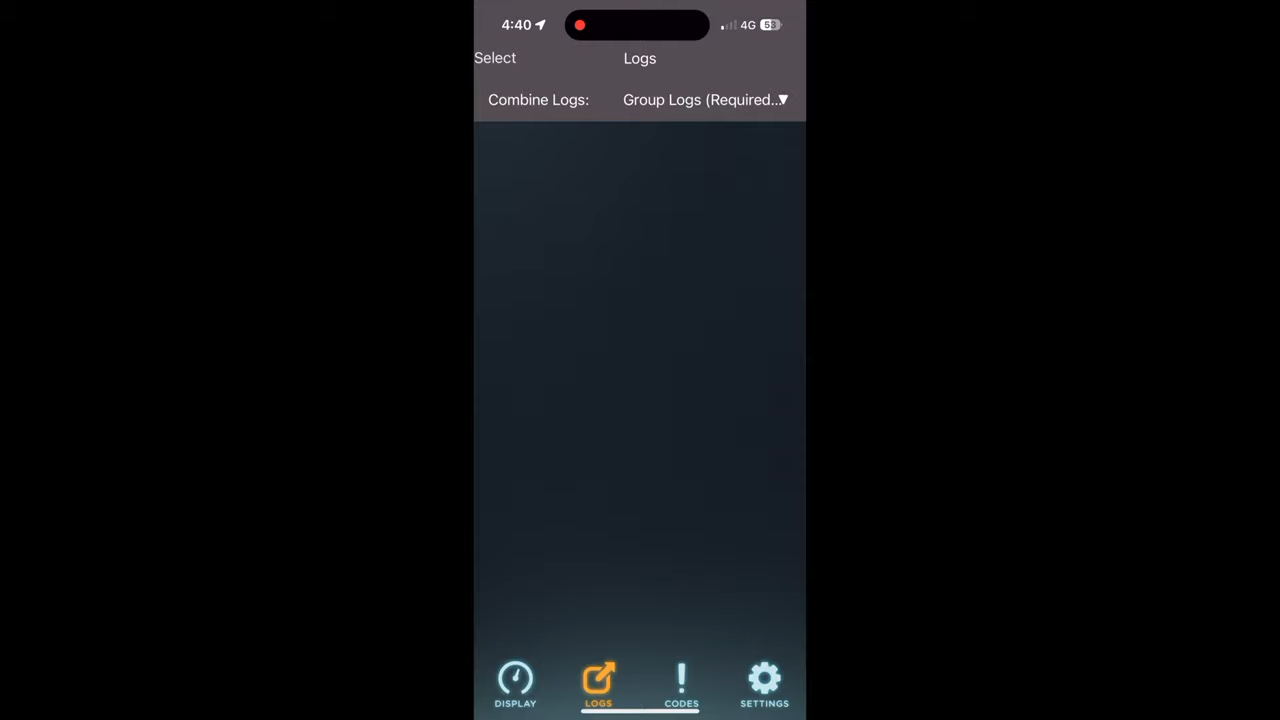 4:40 4G 53
Select Logs
Combine Logs: Group Logs (Required...
DISPLAY LOGS CODES SETTINGS